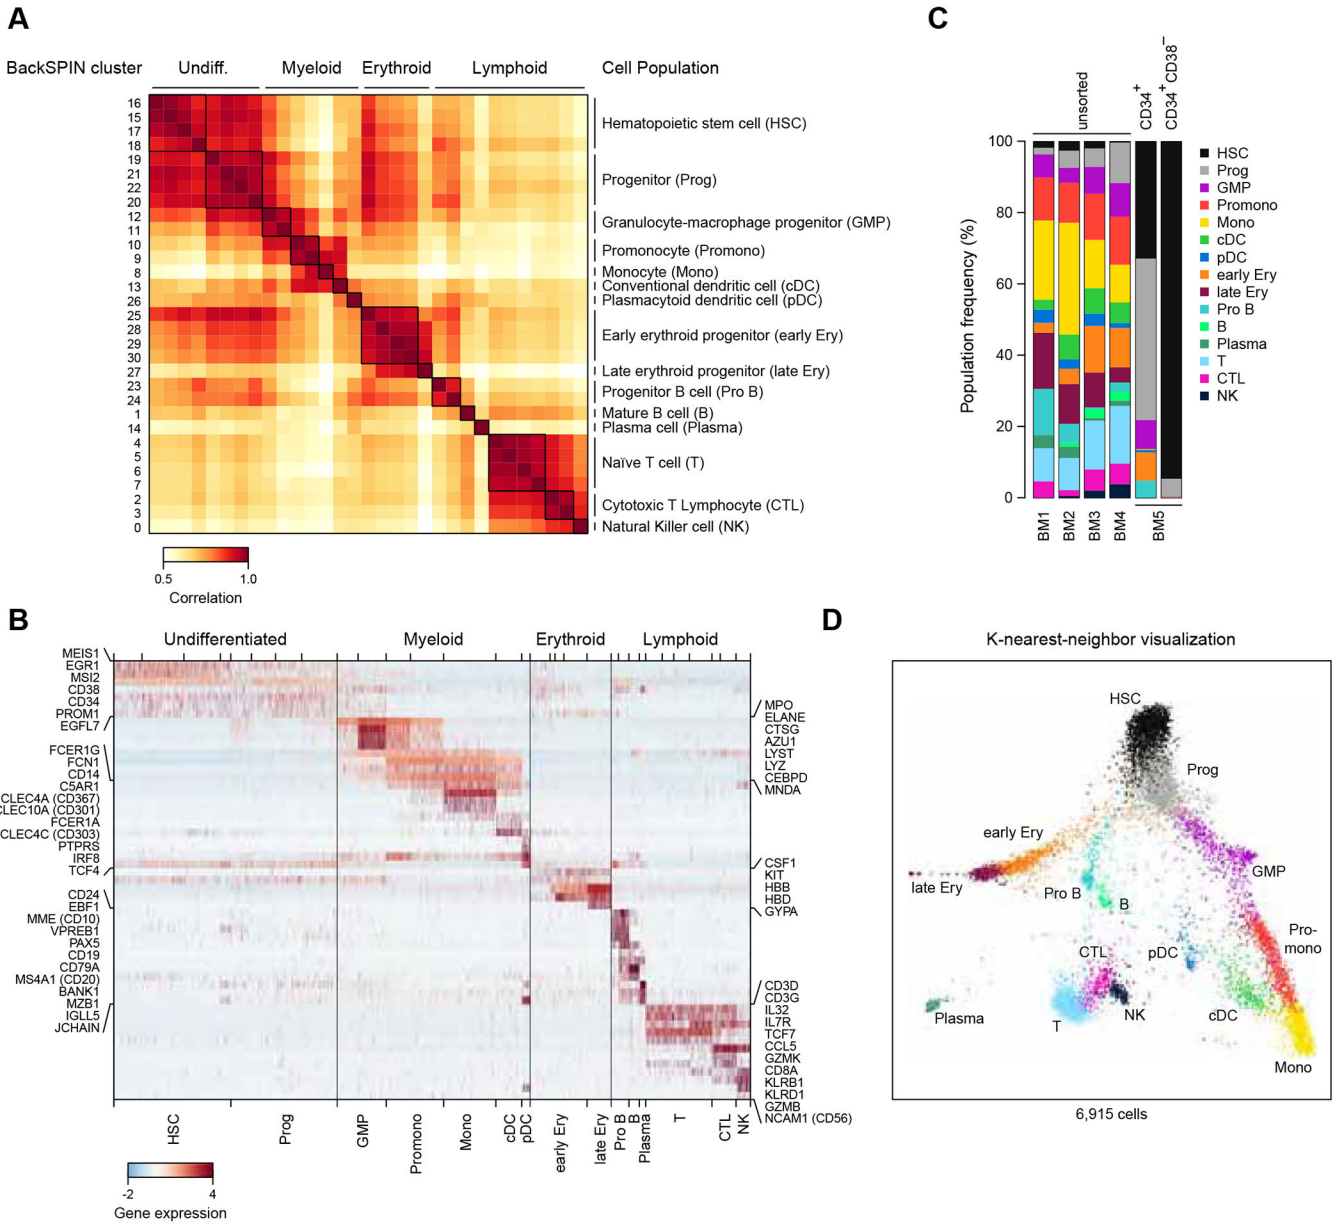 A
BackSPIN cluster
Undiff.
Myeloid
Erythroid
Lymphoid
Cell Population
16
15
17
18
19
21
22
20
12
11
10
9
8
13
26
25
28
29
30
27
23
24
1
14
4
5
6
7
2
3
0
Hematopoietic stem cell (HSC)
Progenitor (Prog)
Granulocyte-macrophage progenitor (GMP)
Promonocyte (Promono)
Monocyte (Mono)
Conventional dendritic cell (cDC)
Plasmacytoid dendritic cell (pDC)
Early erythroid progenitor (early Ery)
Late erythroid progenitor (late Ery)
Progenitor B cell (Pro B)
Mature B cell (B)
Plasma cell (Plasma)
Naïve T cell (T)
Cytotoxic T Lymphocyte (CTL)
Natural Killer cell (NK)
0.5
1.0
Correlation
C
unsorted
CD34+
CD34+CD38−
Population frequency (%)
100
80
60
40
20
0
BM1
BM2
BM3
BM4
BM5
HSC
Prog
GMP
Promono
Mono
cDC
pDC
early Ery
late Ery
Pro B
B
Plasma
T
CTL
NK
B
Undifferentiated
Myeloid
Erythroid
Lymphoid
MEIS1
EGR1
MSI2
CD38
CD34
PROM1
EGFL7
FCER1G
FCN1
CD14
C5AR1
CLEC4A (CD367)
CLEC10A (CD301)
FCER1A
CLEC4C (CD303)
PTPRS
IRF8
TCF4
CD24
EBF1
MME (CD10)
VPREB1
PAX5
CD19
CD79A
MS4A1 (CD20)
BANK1
MZB1
IGLL5
JCHAIN
MPO
ELANE
CTSG
AZU1
LYST
LYZ
CEBPD
MNDA
CSF1
KIT
HBB
HBD
GYPA
CD3D
CD3G
IL32
IL7R
TCF7
CCL5
GZMK
CD8A
KLRB1
KLRD1
GZMB
NCAM1 (CD56)
HSC
Prog
GMP
Promono
Mono
cDC
pDC
early Ery
late Ery
Pro B
B
Plasma
T
CTL
NK
-2
4
Gene expression
D
K-nearest-neighbor visualization
HSC
Prog
early Ery
late Ery
Pro B
B
GMP
Pro-
mono
CTL
pDC
Plasma
T
NK
cDC
Mono
6,915 cells